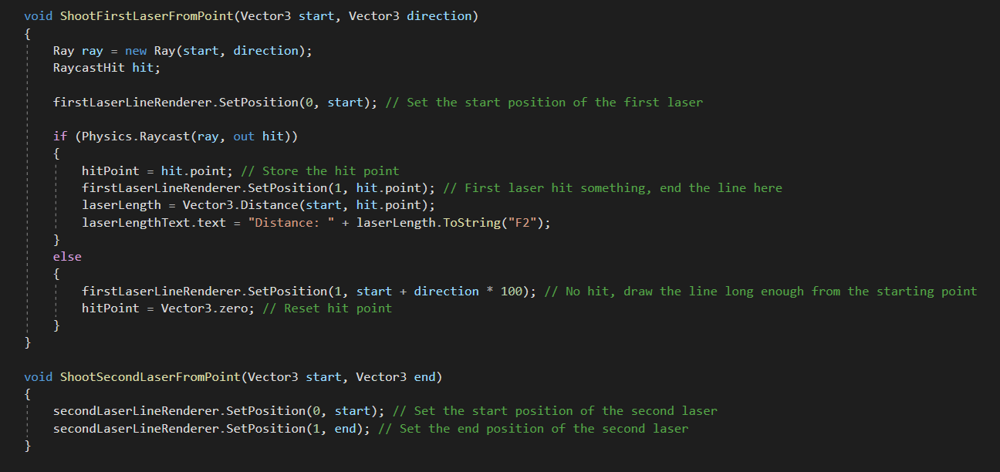 void ShootFirstLaserFromPoint(Vector3 start, Vector3 direction)
{
    Ray ray = new Ray(start, direction);
    RaycastHit hit;

    firstLaserLineRenderer.SetPosition(0, start); // Set the start position of the first laser

    if (Physics.Raycast(ray, out hit))
    {
        hitPoint = hit.point; // Store the hit point
        firstLaserLineRenderer.SetPosition(1, hit.point); // First laser hit something, end the line here
        laserLength = Vector3.Distance(start, hit.point);
        laserLengthText.text = "Distance: " + laserLength.ToString("F2");
    }
    else
    {
        firstLaserLineRenderer.SetPosition(1, start + direction * 100); // No hit, draw the line long enough from the starting point
        hitPoint = Vector3.zero; // Reset hit point
    }
}

void ShootSecondLaserFromPoint(Vector3 start, Vector3 end)
{
    secondLaserLineRenderer.SetPosition(0, start); // Set the start position of the second laser
    secondLaserLineRenderer.SetPosition(1, end); // Set the end position of the second laser
}